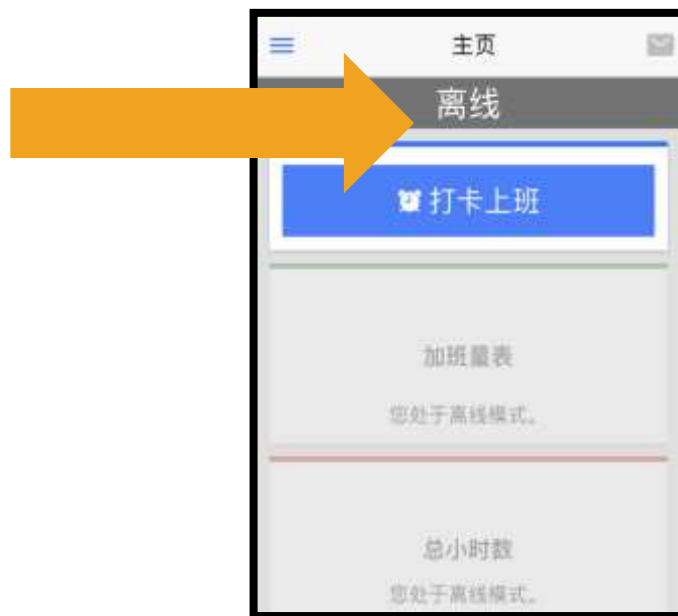 主页
离线
打卡上班
加班量表
您处于离线模式。
总小时数
您处于离线模式。